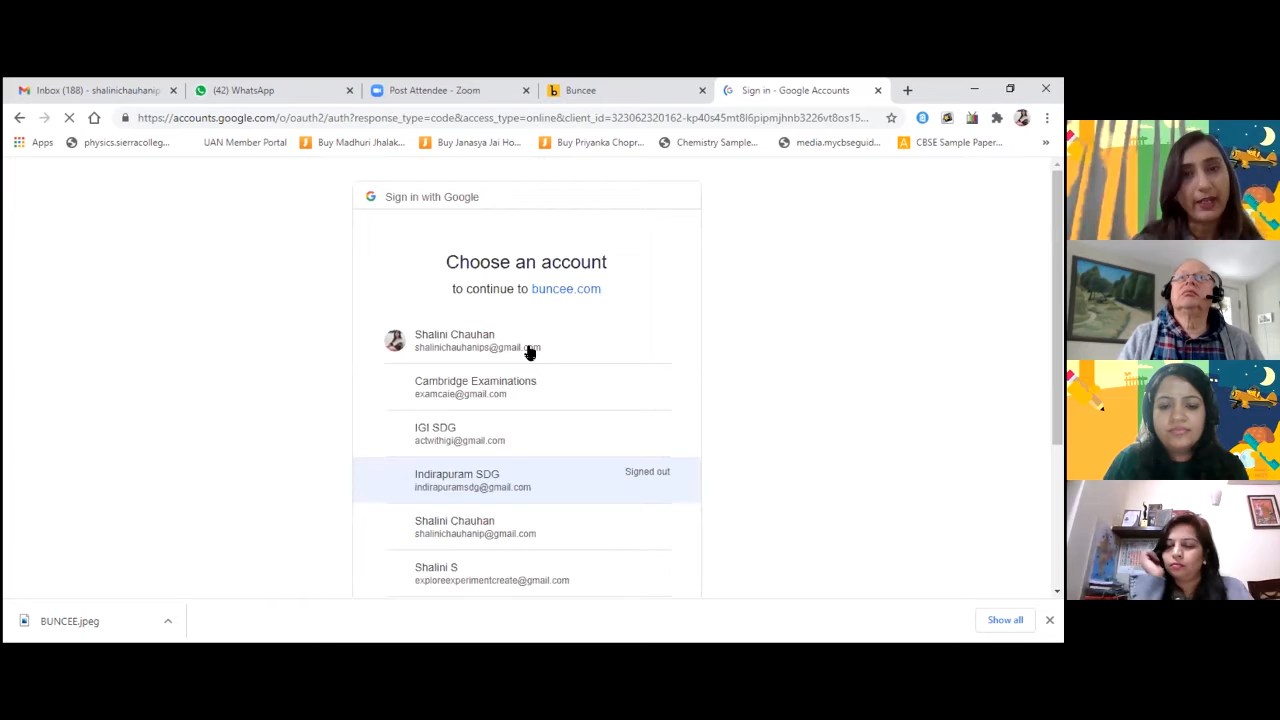 Inbox (188) - shalinichauhanip
(42) WhatsApp
Post Attendee - Zoom
Buncee
Sign in - Google Accounts
https://accounts.google.com/o/oauth2/auth?response_type=code&access_type=online&client_id=323062320162-kp40s45mt8l6pipmjhnb3226vt8os15...
Apps
physics.sierracolleg...
UAN Member Portal
Buy Madhuri Jhalak...
Buy Janasya Jai Ho...
Buy Priyanka Chopr...
Chemistry Sample...
media.mycbseguid...
CBSE Sample Paper...
»
Sign in with Google
Choose an account
to continue to buncee.com
Shalini Chauhan
shalinichauhanips@gmail.com
Cambridge Examinations
examcaie@gmail.com
IGI SDG
actwithigi@gmail.com
Indirapuram SDG
Signed out
indirapuramsdg@gmail.com
Shalini Chauhan
shalinichauhanip@gmail.com
Shalini S
exploreexperimentcreate@gmail.com
BUNCEE.jpeg
Show all